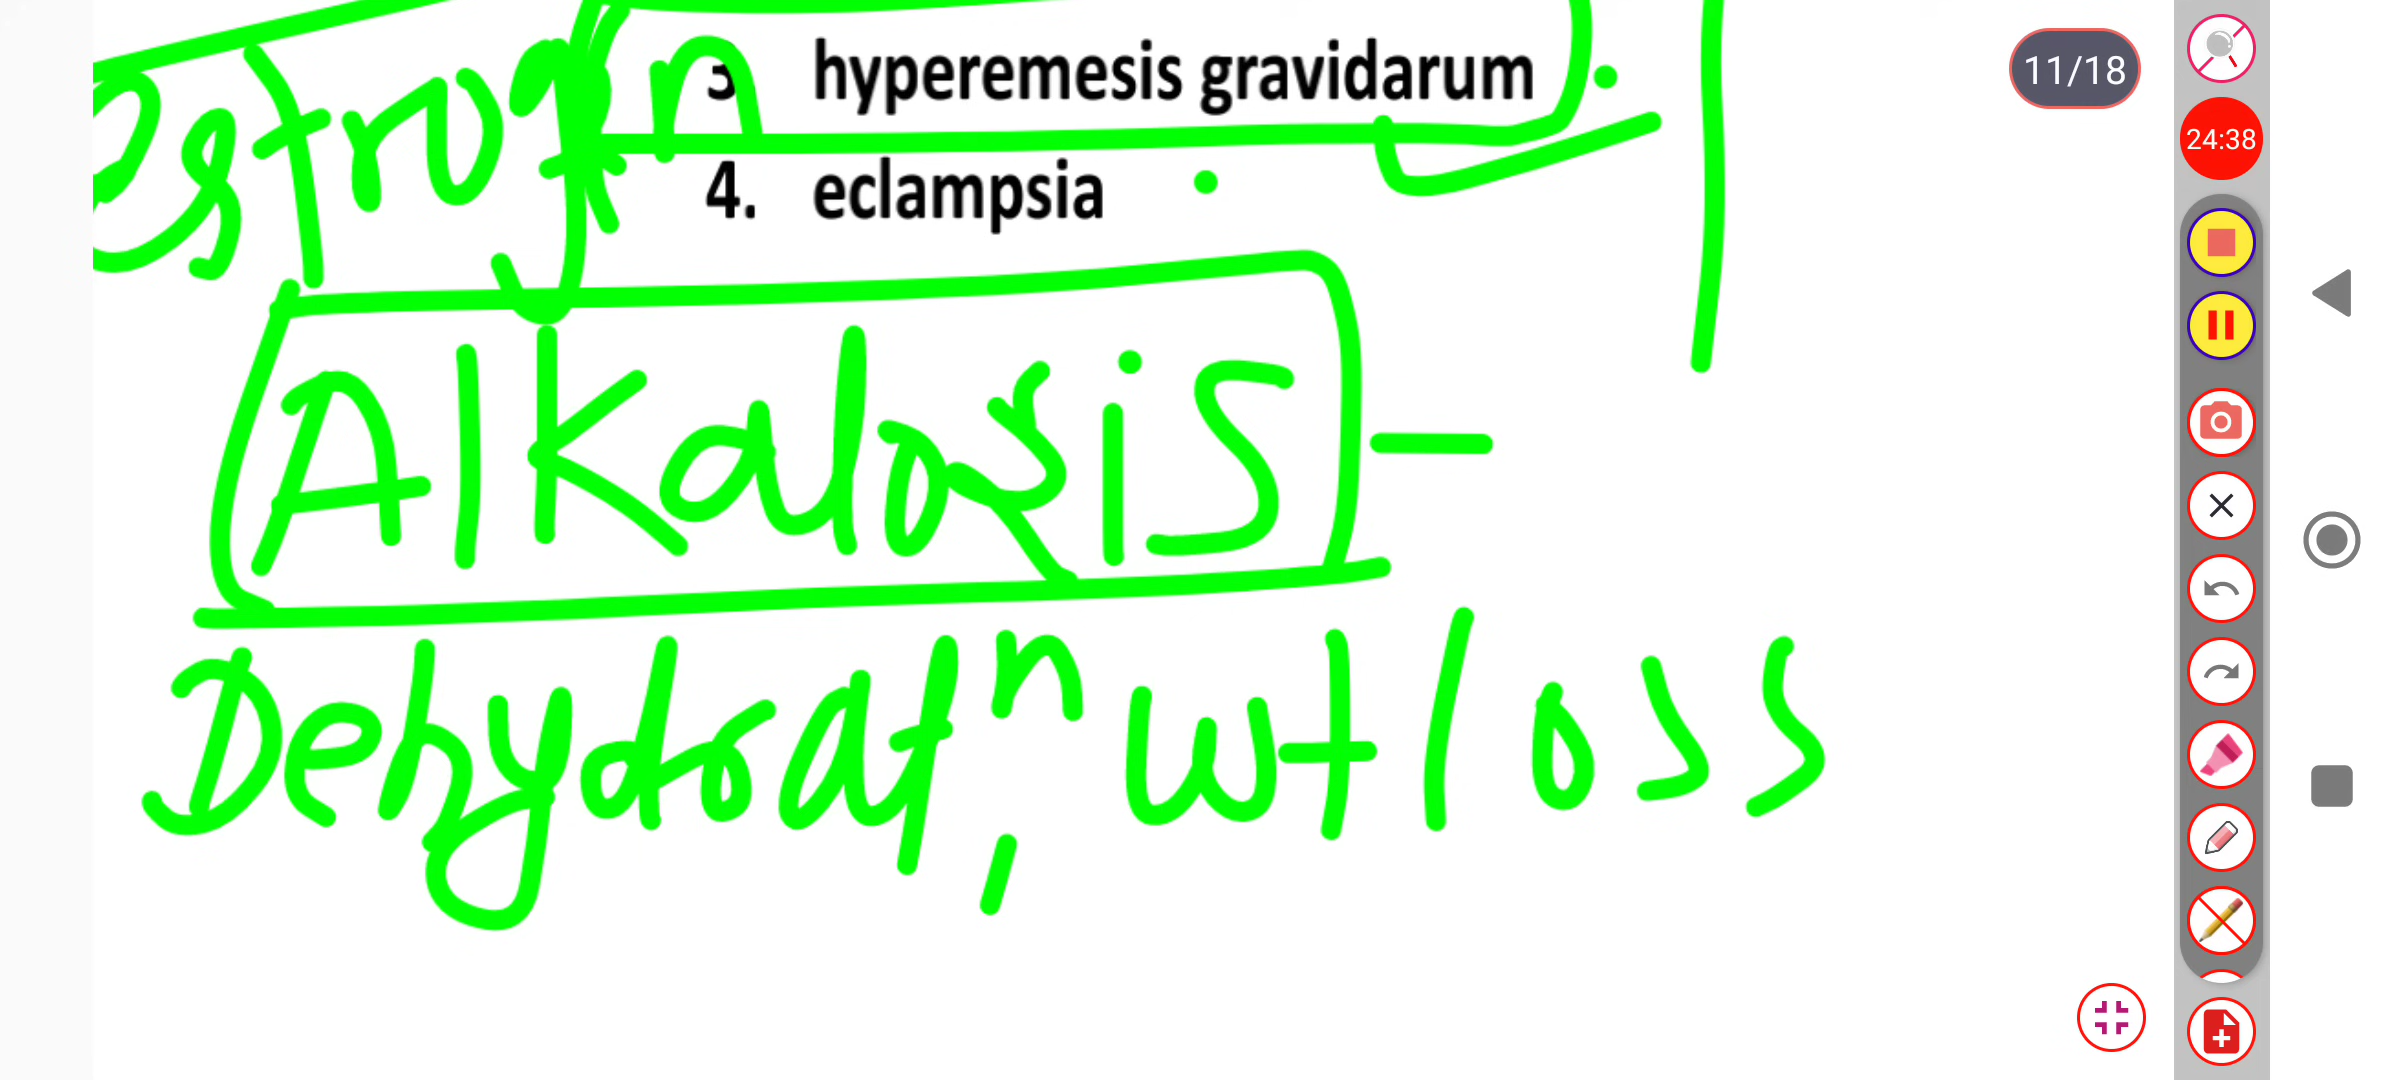 3 hyperemesis gravidarum
estrogen
4. eclampsia
Alkalosis -
Dehydratⁿ, wt loss
11/18
24:38